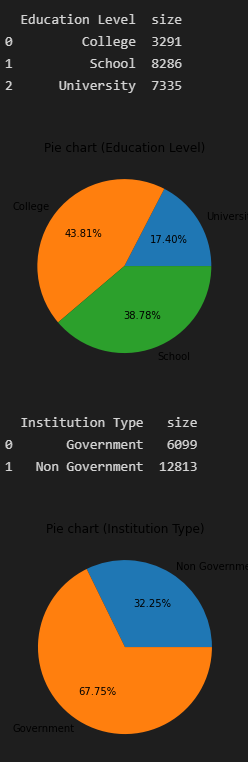 Education Level  size
0         College  3291
1          School  8286
2      University  7335
Pie chart (Education Level)
College
43.81%
17.40%
38.78%
School
Institution Type   size
0       Government   6099
1   Non Government  12813
Pie chart (Institution Type)
Non
32.25%
67.75%
Government